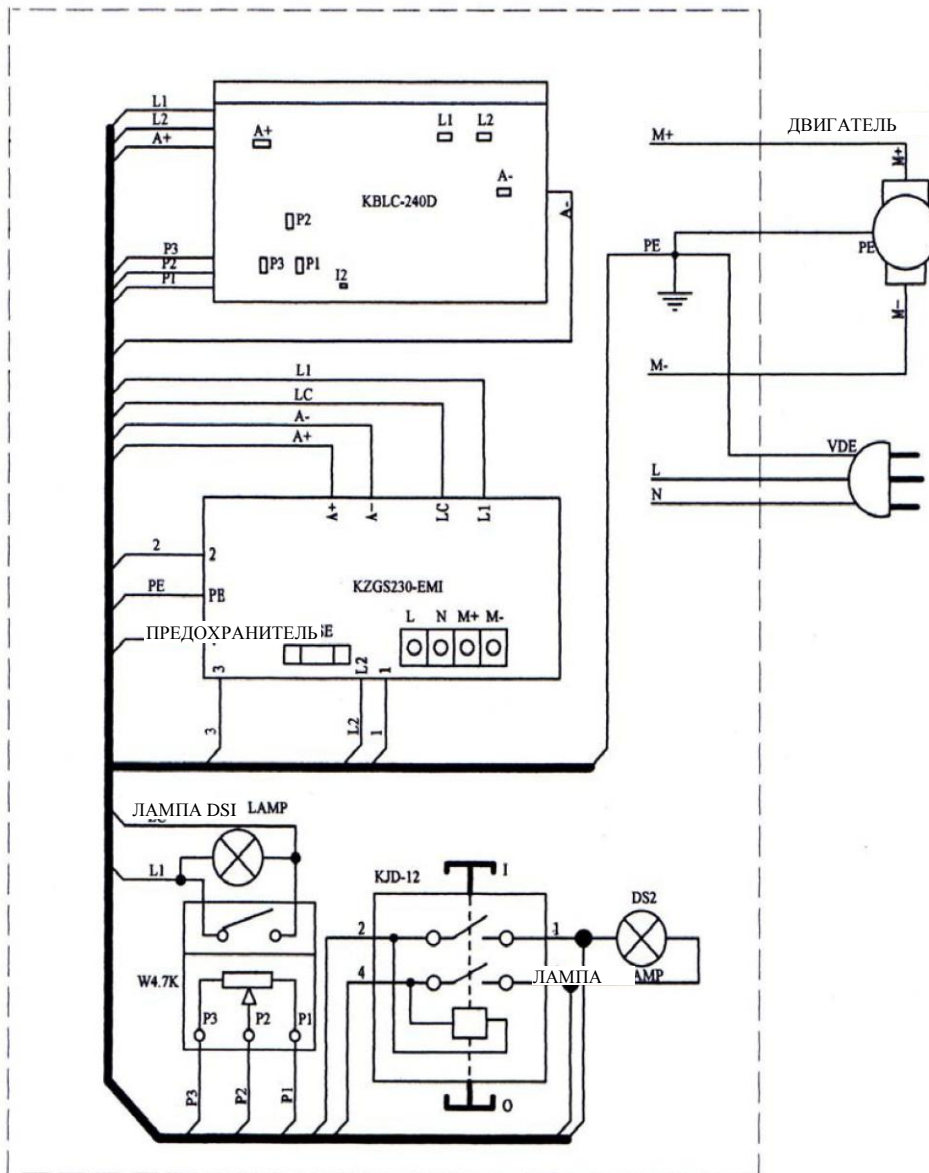 L1
L2
A+
A+
L1
L2
A-
KBLC-240D
A-
P2
P3
P1
I2
P3
P2
P1
M+
ДВИГАТЕЛЬ
M+
PE
PE
M-
M-
L1
LC
A-
A+
VDE
L
N
A+
A-
LC
L1
2
2
PE
PE
KZGS230-EMI
ПРЕДОХРАНИТЕЛЬ
L
N
M+
M-
3
L2
1
3
L2
1
ЛАМПА DSI
LAMP
L1
KJD-12
I
DS2
2
1
4
ЛАМПА
W4.7K
P3
P2
P1
P3
P2
P1
O